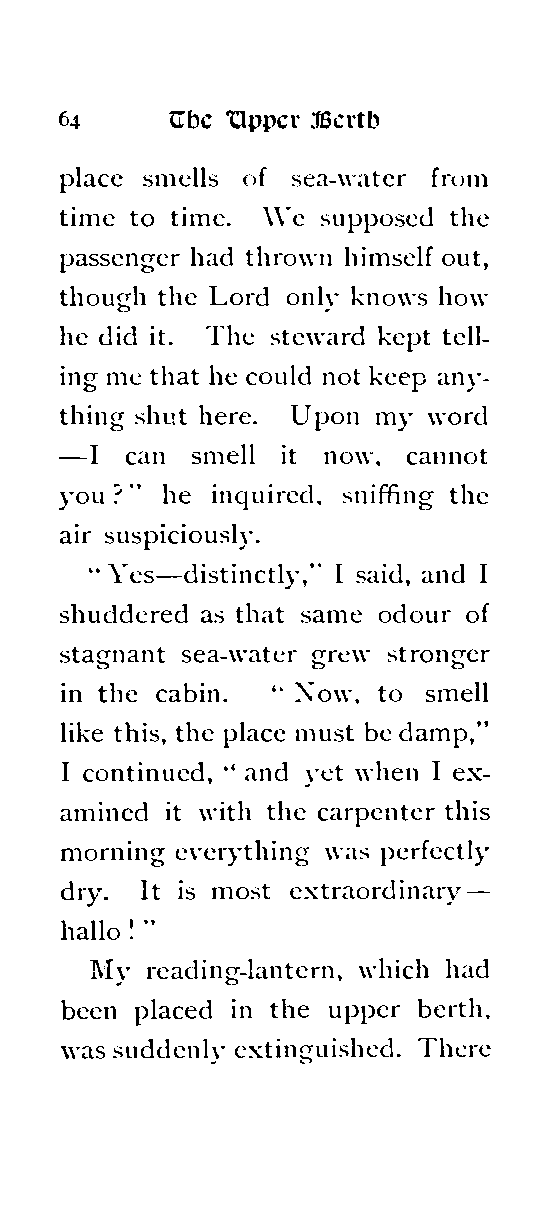 64 The Upper Berth
place smells of sea-water from
time to time. We supposed the
passenger had thrown himself out,
though the Lord only knows how
he did it. The steward kept tell-
ing me that he could not keep any-
thing shut here. Upon my word
—I can smell it now, cannot
you?" he inquired, sniffing the
air suspiciously.
"Yes—distinctly," I said, and I
shuddered as that same odour of
stagnant sea-water grew stronger
in the cabin. "Now, to smell
like this, the place must be damp,"
I continued, "and yet when I ex-
amined it with the carpenter this
morning everything was perfectly
dry. It is most extraordinary—
hallo!"
My reading-lantern, which had
been placed in the upper berth,
was suddenly extinguished. There